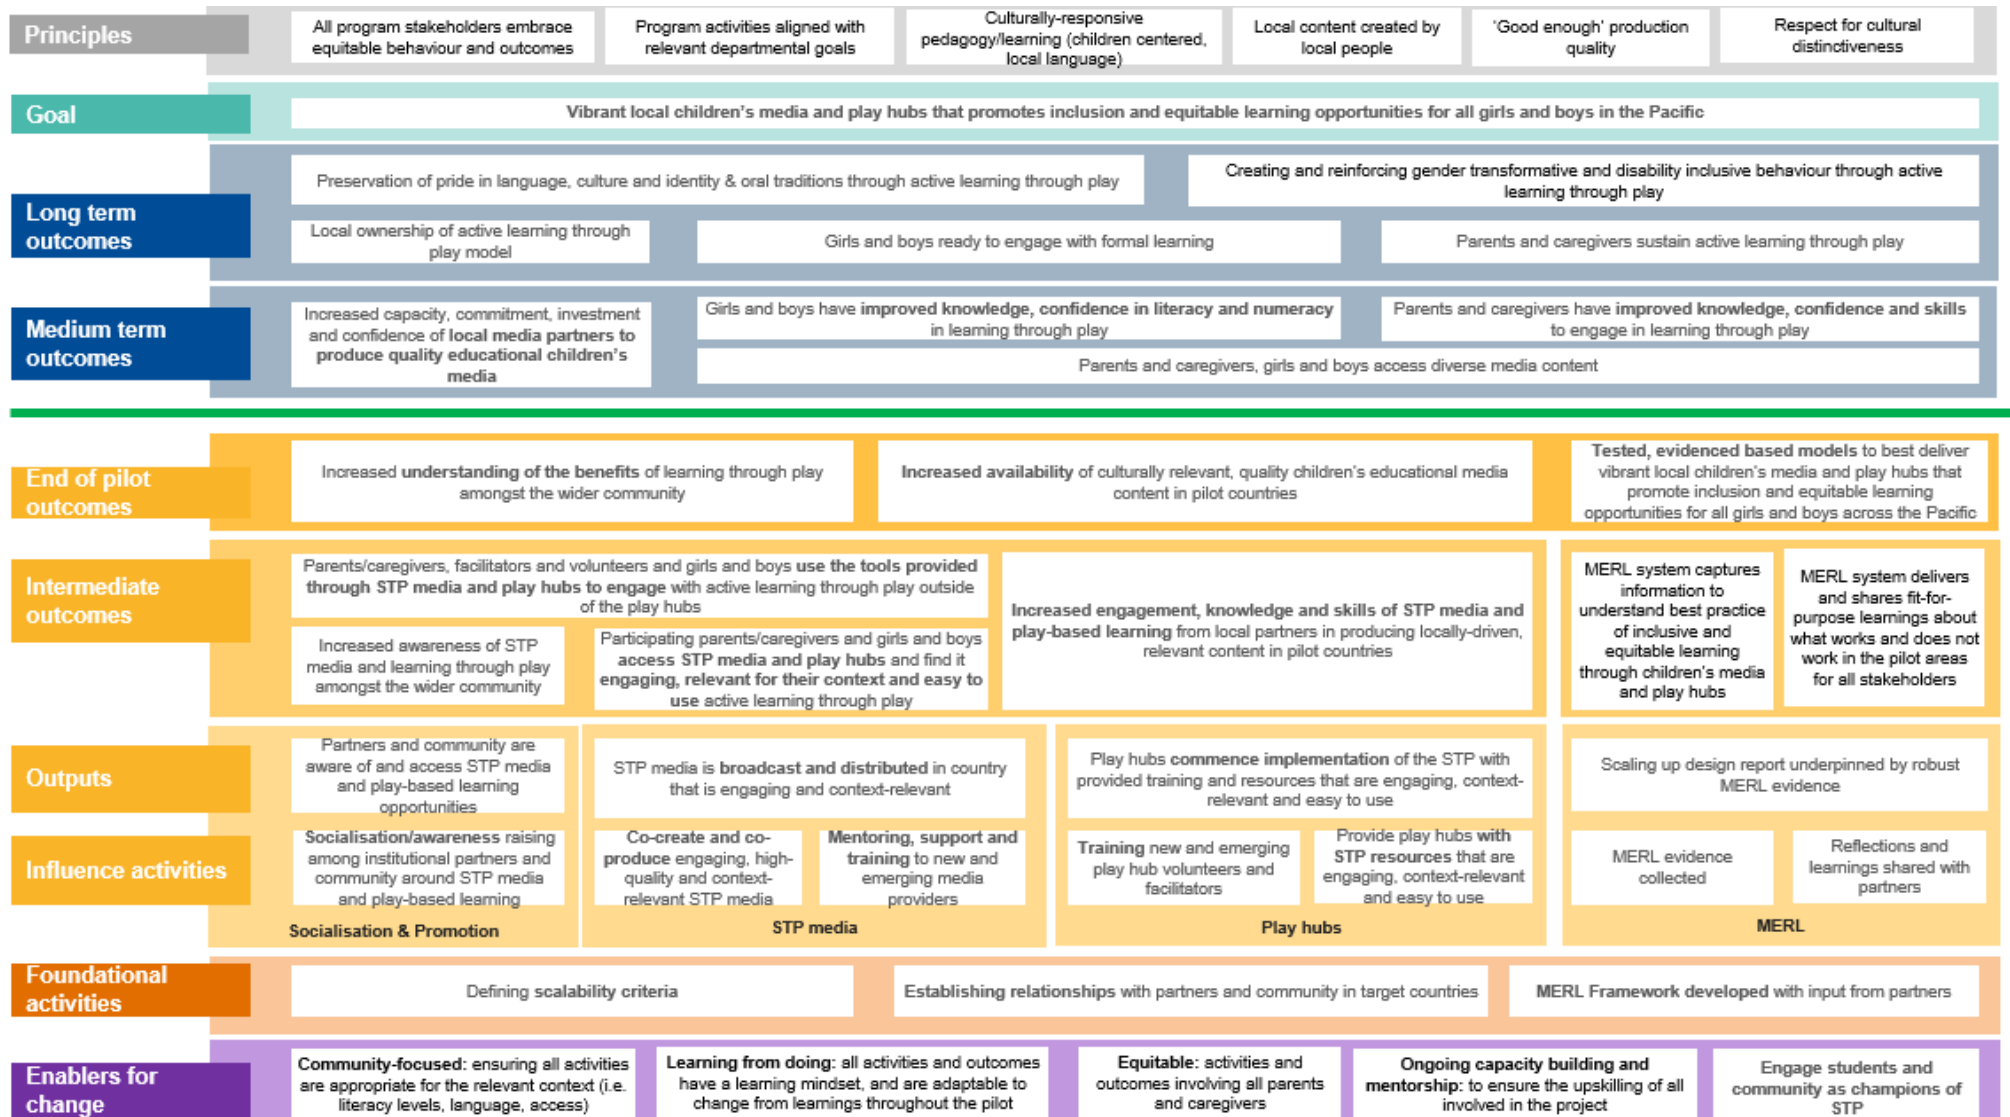 Principles
All program stakeholders embrace
equitable behaviour and outcomes
Program activities aligned with
relevant departmental goals
Culturally-responsive
pedagogy/learning (children centered,
local language)
Local content created by
local people
'Good enough' production
quality
Respect for cultural
distinctiveness
Goal
Vibrant local children's media and play hubs that promotes inclusion and equitable learning opportunities for all girls and boys in the Pacific
Long term
outcomes
Preservation of pride in language, culture and identity & oral traditions through active learning through play
Creating and reinforcing gender transformative and disability inclusive behaviour through active
learning through play
Local ownership of active learning through
play model
Girls and boys ready to engage with formal learning
Parents and caregivers sustain active learning through play
Medium term
outcomes
Increased capacity, commitment, investment
and confidence of local media partners to
produce quality educational children's
media
Girls and boys have improved knowledge, confidence in literacy and numeracy
in learning through play
Parents and caregivers have improved knowledge, confidence and skills
to engage in learning through play
Parents and caregivers, girls and boys access diverse media content
End of pilot
outcomes
Increased understanding of the benefits of learning through play
amongst the wider community
Increased availability of culturally relevant, quality children's educational media
content in pilot countries
Tested, evidenced based models to best deliver
vibrant local children's media and play hubs that
promote inclusion and equitable learning
opportunities for all girls and boys across the Pacific
Intermediate
outcomes
Parents/caregivers, facilitators and volunteers and girls and boys use the tools provided
through STP media and play hubs to engage with active learning through play outside
of the play hubs
Increased awareness of STP
media and learning through play
amongst the wider community
Participating parents/caregivers and girls and boys
access STP media and play hubs and find it
engaging, relevant for their context and easy to
use active learning through play
Increased engagement, knowledge and skills of STP media and
play-based learning from local partners in producing locally-driven,
relevant content in pilot countries
MERL system captures
information to
understand best practice
of inclusive and
equitable learning
through children's media
and play hubs
MERL system delivers
and shares fit-for-
purpose learnings about
what works and does not
work in the pilot areas
for all stakeholders
Outputs
Partners and community are
aware of and access STP media
and play-based learning
opportunities
STP media is broadcast and distributed in country
that is engaging and context-relevant
Play hubs commence implementation of the STP with
provided training and resources that are engaging, context-
relevant and easy to use
Scaling up design report underpinned by robust
MERL evidence
Influence activities
Socialisation/awareness raising
among institutional partners and
community around STP media
and play-based learning
Co-create and co-
produce engaging, high-
quality and context-
relevant STP media
Mentoring, support and
training to new and
emerging media
providers
Training new and emerging
play hub volunteers and
facilitators
Provide play hubs with
STP resources that are
engaging, context-relevant
and easy to use
MERL evidence
collected
Reflections and
learnings shared with
partners
Socialisation & Promotion
STP media
Play hubs
MERL
Foundational
activities
Defining scalability criteria
Establishing relationships with partners and community in target countries
MERL Framework developed with input from partners
Enablers for
change
Community-focused: ensuring all activities
are appropriate for the relevant context (i.e.
literacy levels, language, access)
Learning from doing: all activities and outcomes
have a learning mindset, and are adaptable to
change from learnings throughout the pilot
Equitable: activities and
outcomes involving all parents
and caregivers
Ongoing capacity building and
mentorship: to ensure the upskilling of all
involved in the project
Engage students and
community as champions of
STP